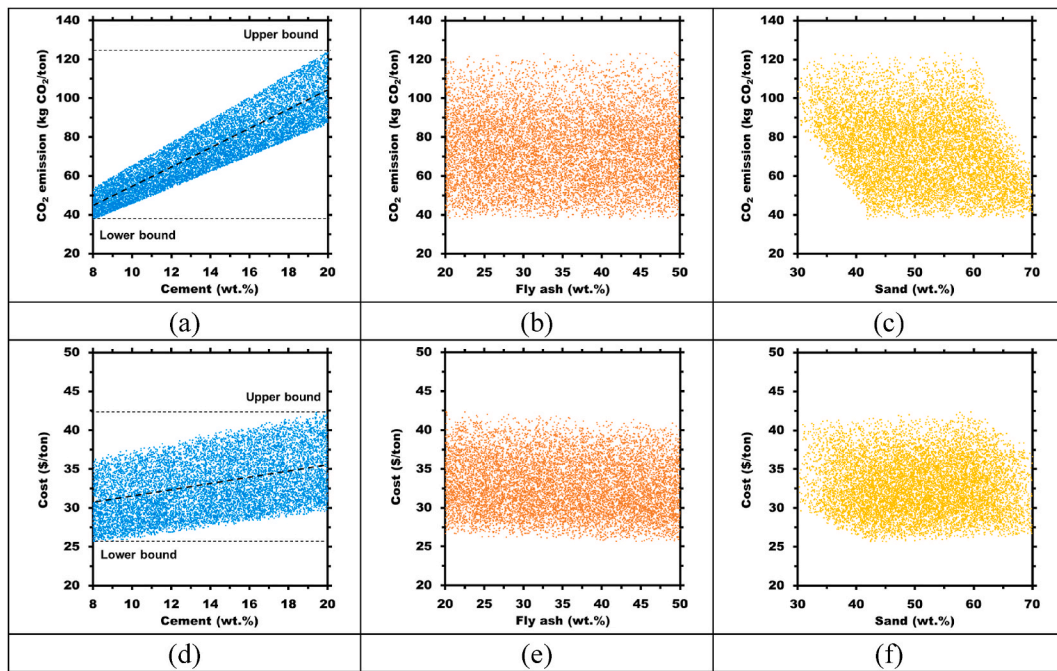 CO2 emission (kg CO2/ton)
140
120
100
80
60
40
20
Upper bound
Lower bound
8 10 12 14 16 18 20
Cement (wt.%)
(a)
CO2 emission (kg CO2/ton)
140
120
100
80
60
40
20
20 25 30 35 40 45 50
Fly ash (wt.%)
(b)
CO2 emission (kg CO2/ton)
140
120
100
80
60
40
20
30 40 50 60 70
Sand (wt.%)
(c)
Cost ($/ton)
50
45
40
35
30
25
20
Upper bound
Lower bound
8 10 12 14 16 18 20
Cement (wt.%)
(d)
Cost ($/ton)
50
45
40
35
30
25
20
20 25 30 35 40 45 50
Fly ash (wt.%)
(e)
Cost ($/ton)
50
45
40
35
30
25
20
30 40 50 60 70
Sand (wt.%)
(f)